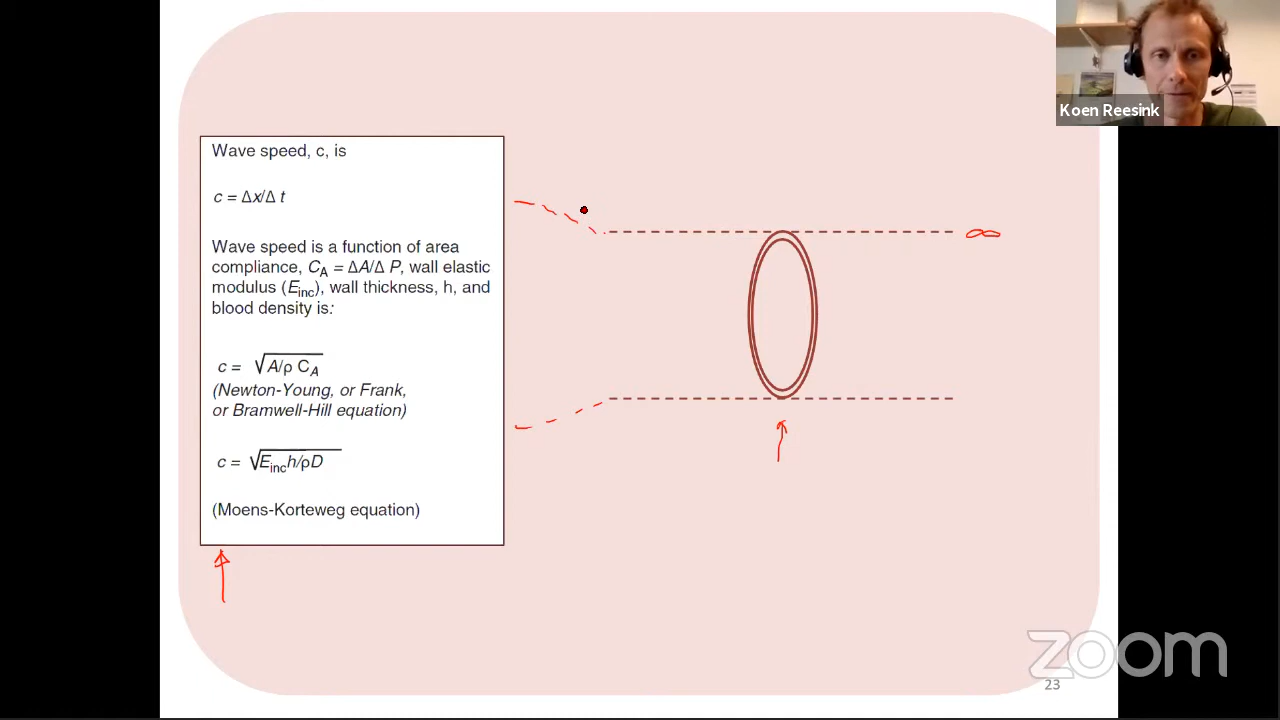 Koen Reesink
Wave speed, c, is
c = Δx/Δ t
Wave speed is a function of area
compliance, C_A = ΔA/Δ P, wall elastic
modulus (E_inc), wall thickness, h, and
blood density is:
c = √A/ρ C_A
(Newton-Young, or Frank,
or Bramwell-Hill equation)
c = √E_inc h/ρD
(Moens-Korteweg equation)
∞
zoom
23